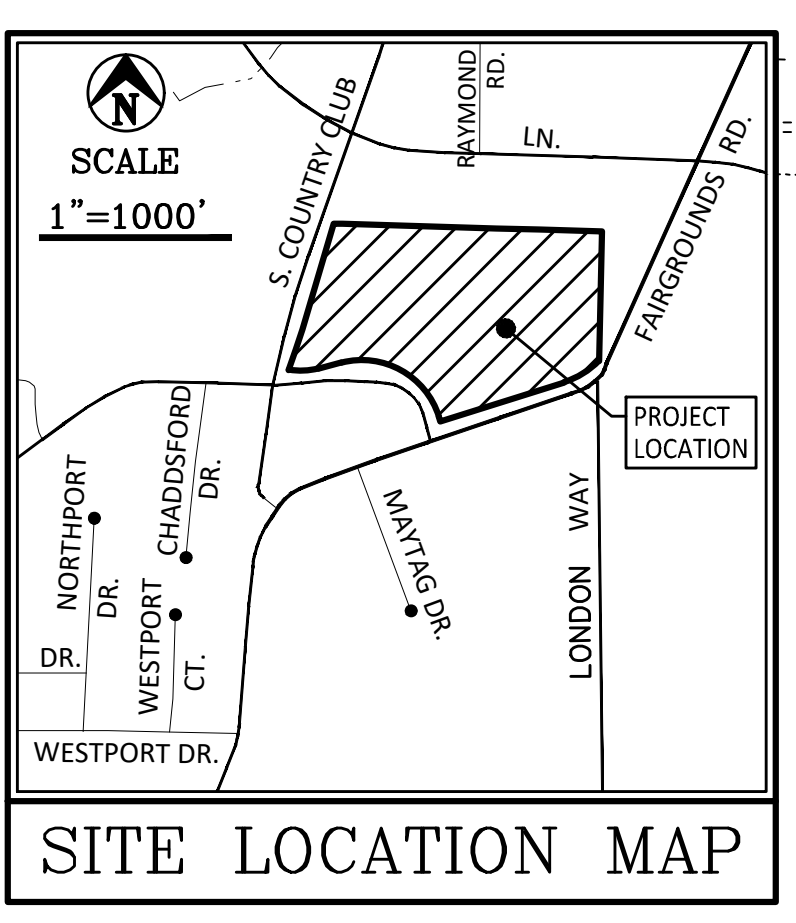 N
SCALE
1"=1000'
S. COUNTRY CLUB
RAYMOND
RD.
LN.
FAIRGROUNDS RD.
PROJECT
LOCATION
CHADDSFORD
DR.
NORTHPORT
DR.
WESTPORT
CT.
DR.
WESTPORT DR.
MAYTAG DR.
LONDON WAY
SITE LOCATION MAP